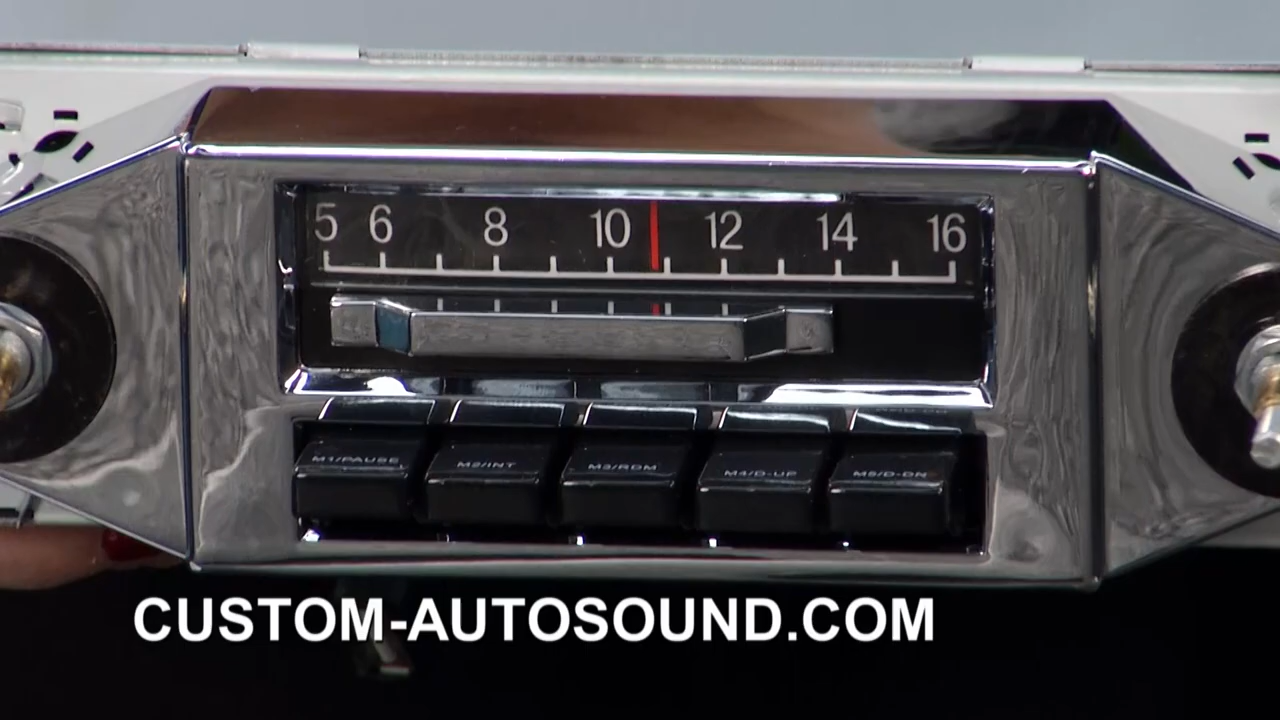 5 6 8 10 12 14 16
M1/PAUSE M2/INT M3/RDM M4/D-UP M5/D-DN
CUSTOM-AUTOSOUND.COM